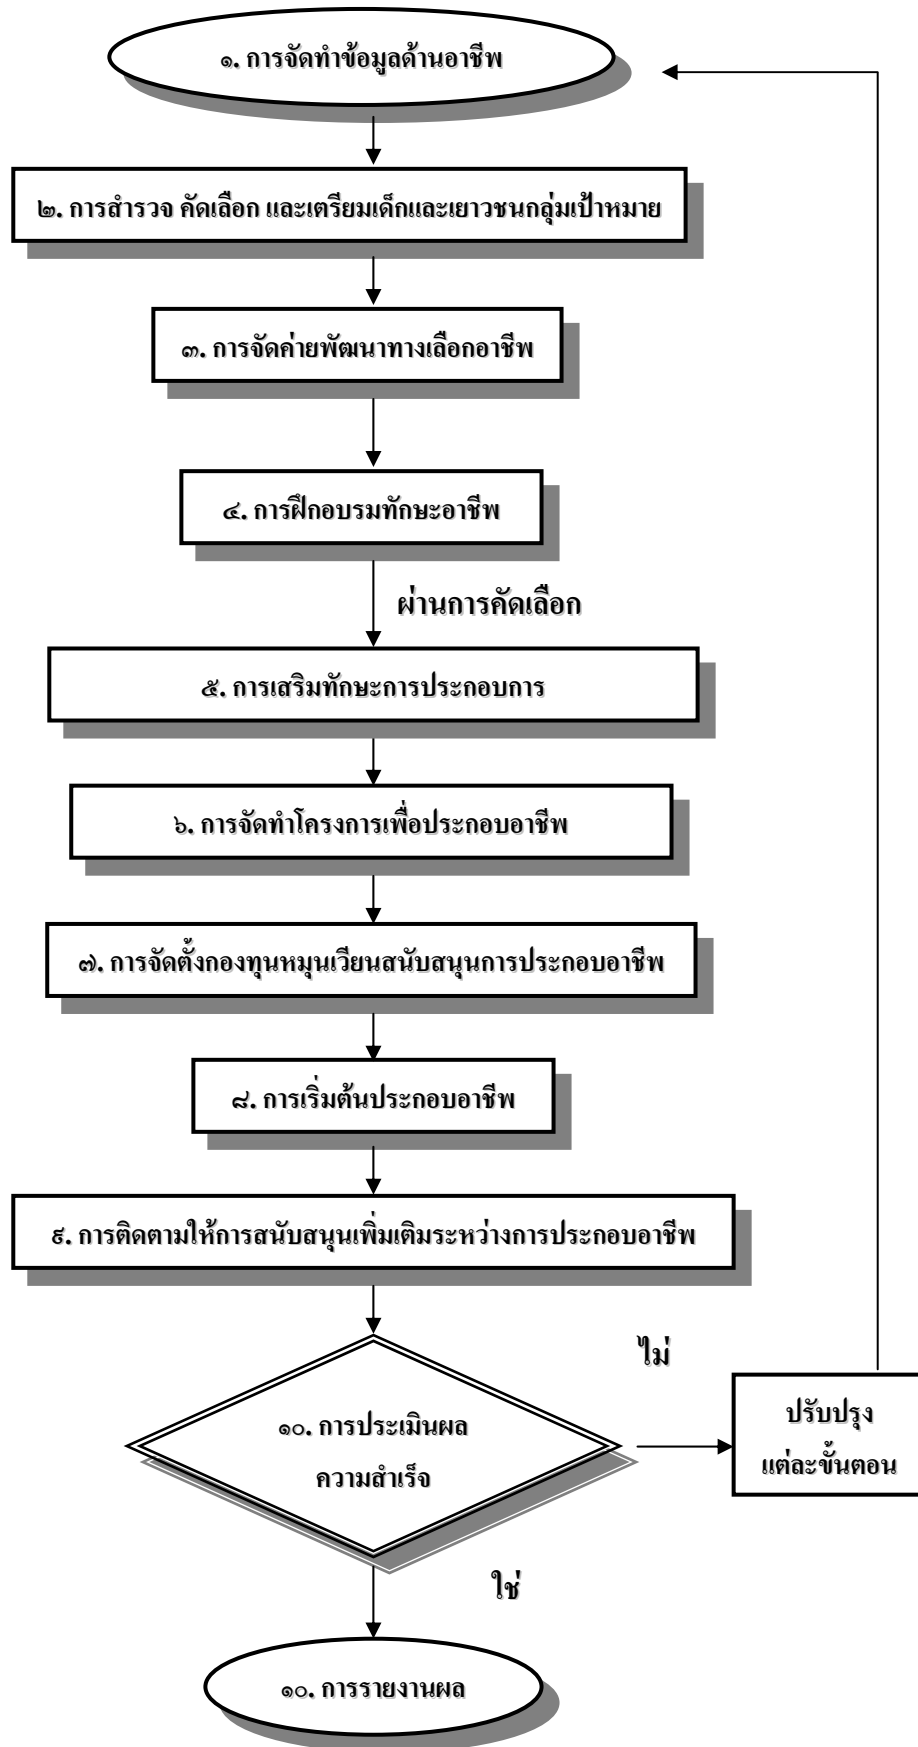 ๑. การจัดทำข้อมูลด้านอาชีพ
๒. การสำรวจ คัดเลือก และเตรียมเด็กและเยาวชนกลุ่มเป้าหมาย
๓. การจัดค่ายพัฒนาทางเลือกอาชีพ
๔. การฝึกอบรมทักษะอาชีพ
ผ่านการคัดเลือก
๕. การเสริมทักษะการประกอบการ
๖. การจัดทำโครงการเพื่อประกอบอาชีพ
๗. การจัดตั้งกองทุนหมุนเวียนสนับสนุนการประกอบอาชีพ
๘. การเริ่มต้นประกอบอาชีพ
๙. การติดตามให้การสนับสนุนเพิ่มเติมระหว่างการประกอบอาชีพ
ไม่
๑๐. การประเมินผล
ความสำเร็จ
ปรับปรุง
แต่ละขั้นตอน
ใช่
๑๐. การรายงานผล